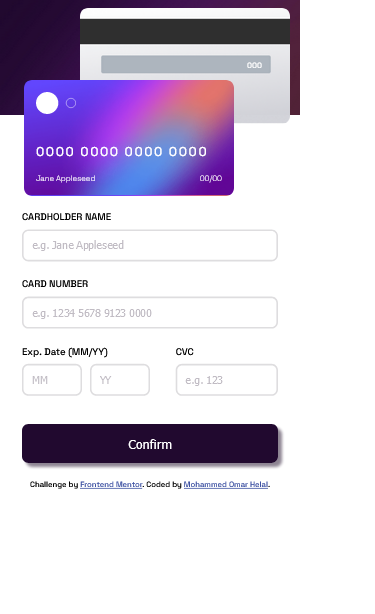 000
0000 0000 0000 0000
Jane Appleseed 00/00
CARDHOLDER NAME
e.g. Jane Appleseed
CARD NUMBER
e.g. 1234 5678 9123 0000
Exp. Date (MM/YY) CVC
MM YY e.g. 123
Confirm
Challenge by Frontend Mentor. Coded by Mohammed Omar Helal.